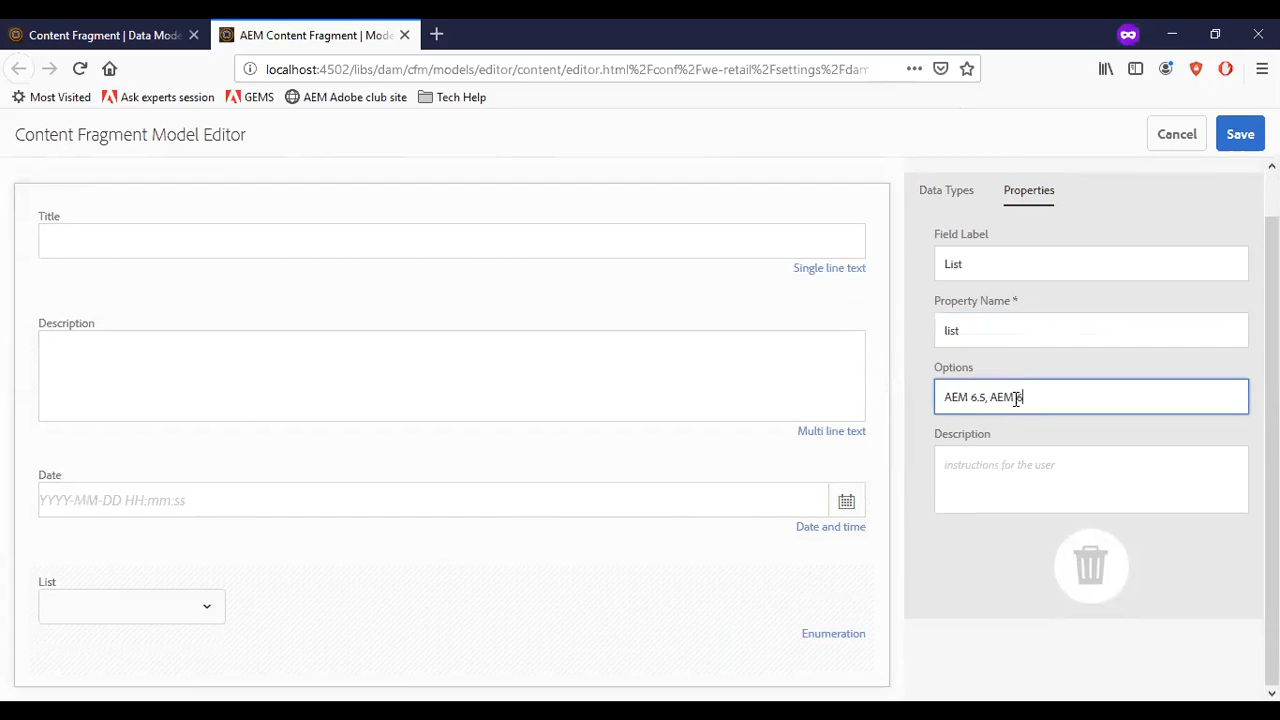 Content Fragment | Data Mode
AEM Content Fragment | Mode
localhost:4502/libs/dam/cfm/models/editor/content/editor.html%2Fconf%2Fwe-retail%2Fsettings%2Fdam
Most Visited
Ask experts session
GEMS
AEM Adobe club site
Tech Help
Content Fragment Model Editor
Cancel
Save
Title
Single line text
Description
Multi line text
Date
YYYY-MM-DD HH:mm:ss
Date and time
List
Enumeration
Data Types
Properties
Field Label
List
Property Name *
list
Options
AEM 6.5, AEM 6
Description
instructions for the user